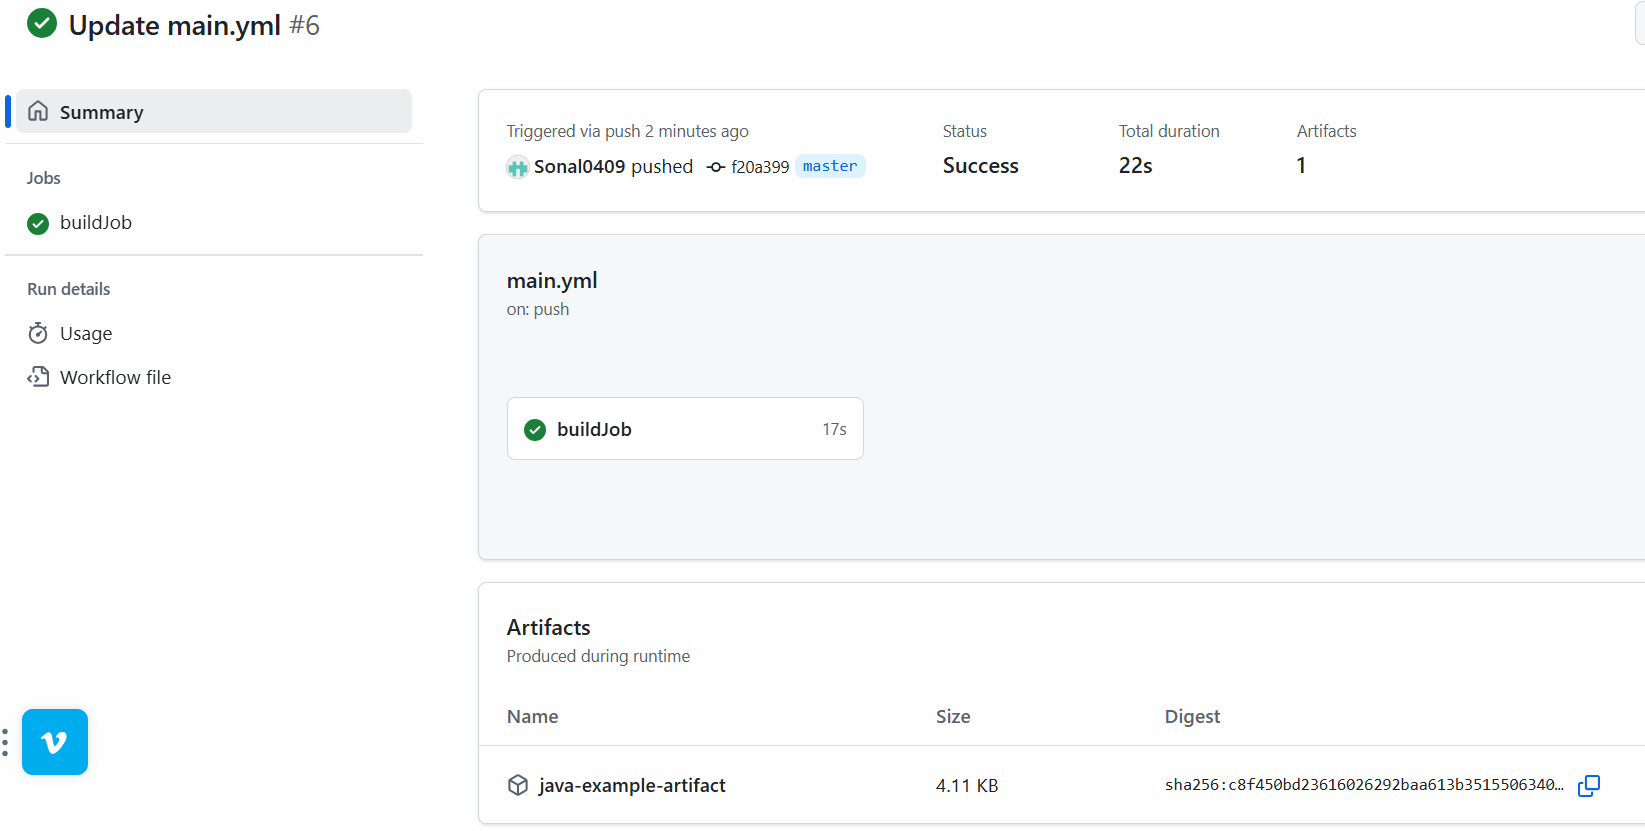 Update main.yml #6
Summary
Jobs
buildJob
Run details
Usage
Workflow file
Triggered via push 2 minutes ago
Sonal0409 pushed f20a399 master
Status
Success
Total duration
22s
Artifacts
1
main.yml
on: push
buildJob 17s
Artifacts
Produced during runtime
Name Size Digest
java-example-artifact 4.11 KB sha256:c8f450bd23616026292baa613b3515506340…